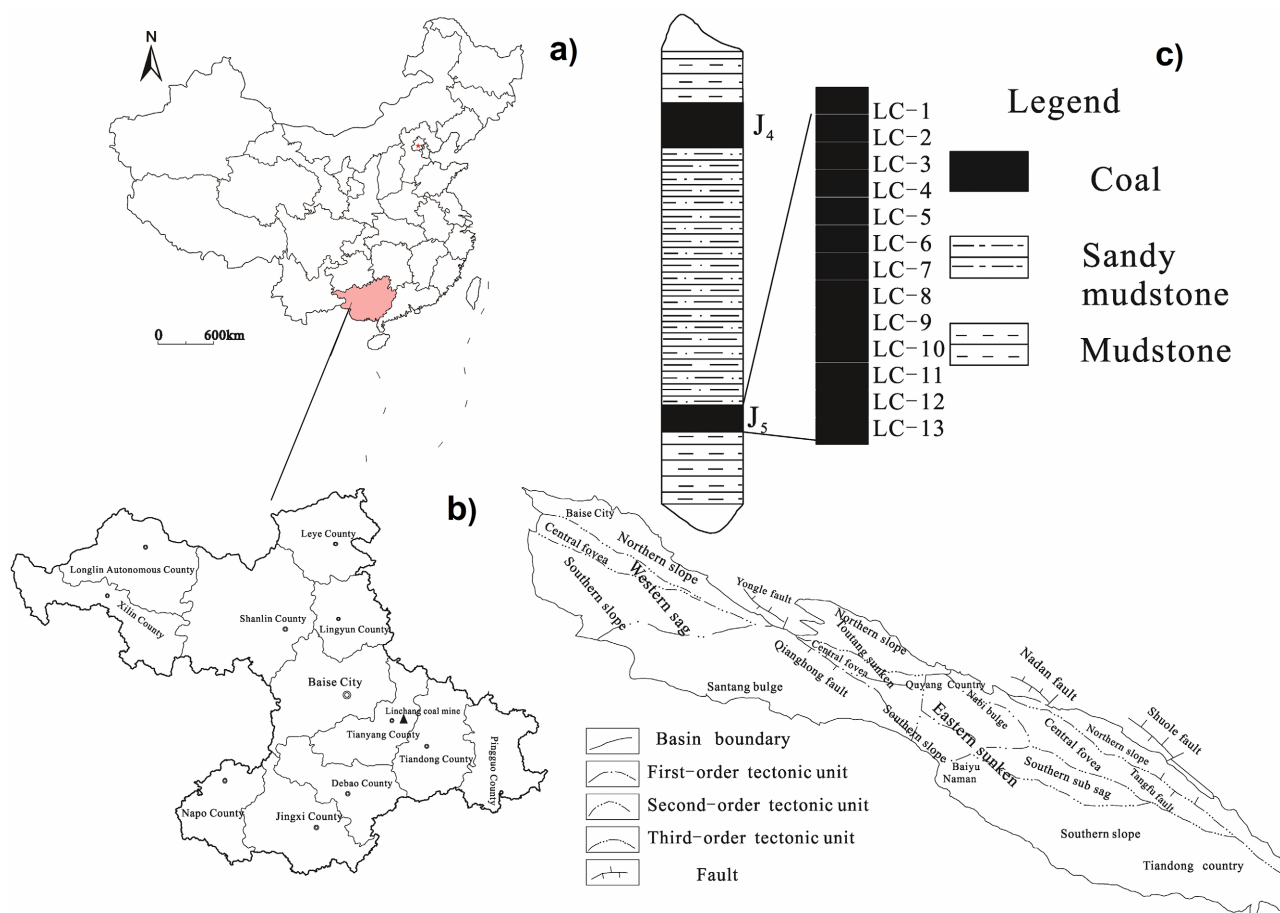 N
a)
0 600km
c)
J4
J5
LC-1
LC-2
LC-3
LC-4
LC-5
LC-6
LC-7
LC-8
LC-9
LC-10
LC-11
LC-12
LC-13
Legend
Coal
Sandy
mudstone
Mudstone
b)
Leye County
Longlin Autonomous County
Xilin County
Shanlin County
Lingyun County
Baise City
Linchang coal mine
Tianyang County
Tiandong County
Pingguo County
Debao County
Napo County
Jingxi County
Baise City
Northern slope
Central fovea
Western sag
Southern slope
Yongle fault
Northern slope
Toutang sunken
Central fovea
Qianghong fault
Santang bulge
Quyang Country
Nabi bulge
Nadan fault
Shuole fault
Eastern sunken
Southern slope
Central fovea
Northern slope
Baiyu
Naman
Southern sub sag
Tangfu fault
Southern slope
Tiandong country
Basin boundary
First-order tectonic unit
Second-order tectonic unit
Third-order tectonic unit
Fault